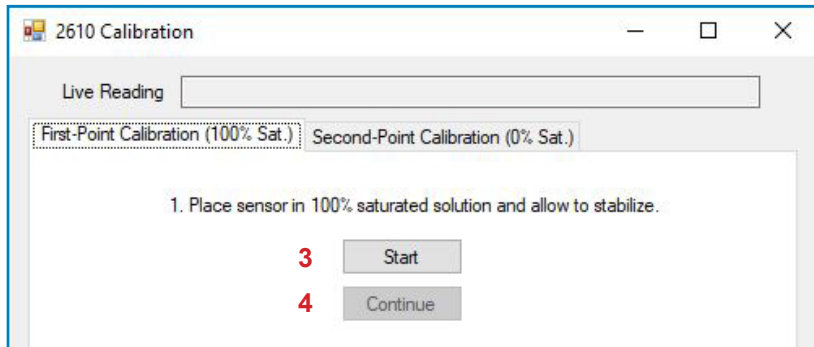 2610 Calibration
Live Reading
First-Point Calibration (100% Sat.) Second-Point Calibration (0% Sat.)
1. Place sensor in 100% saturated solution and allow to stabilize.
3 Start
4 Continue